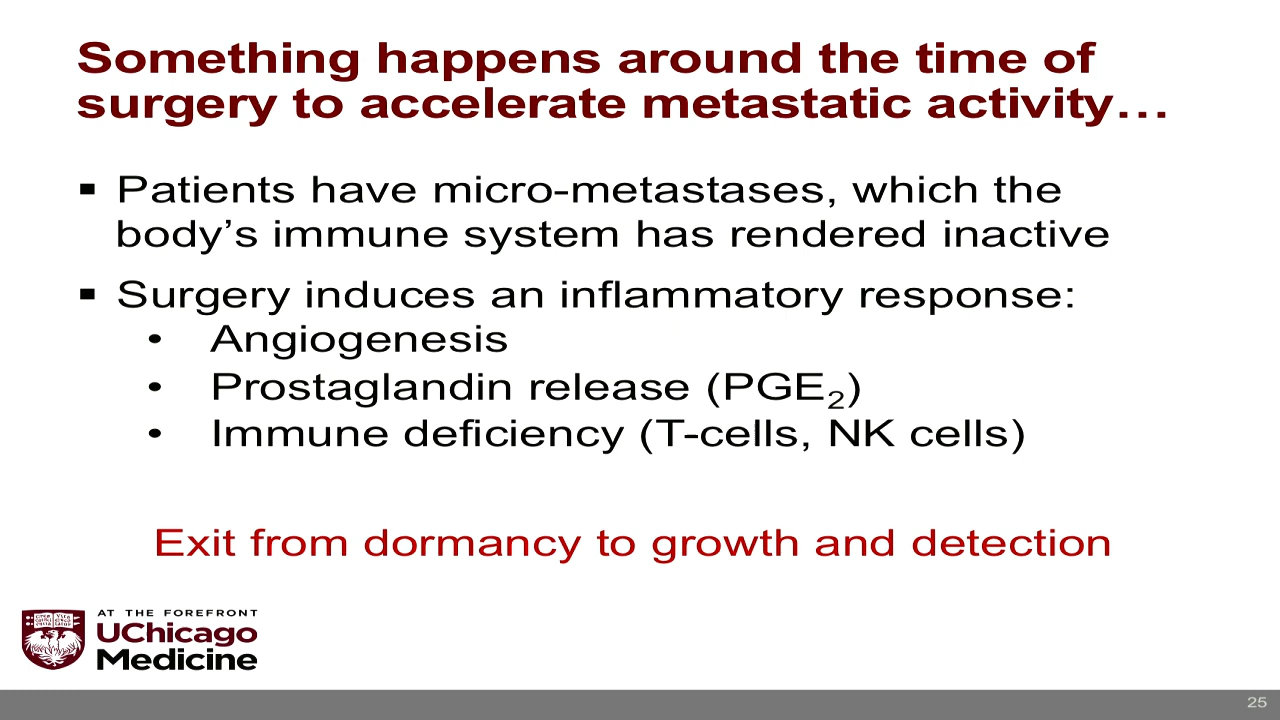 Something happens around the time of
surgery to accelerate metastatic activity…
▪ Patients have micro-metastases, which the
body’s immune system has rendered inactive
▪ Surgery induces an inflammatory response:
• Angiogenesis
• Prostaglandin release (PGE₂)
• Immune deficiency (T-cells, NK cells)
Exit from dormancy to growth and detection
AT THE FOREFRONT
UChicago
Medicine
25